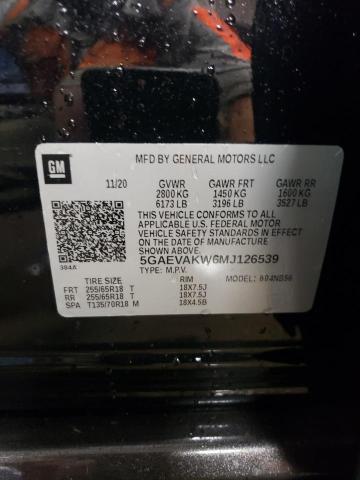 GM
MFD BY GENERAL MOTORS LLC
11/20 GVWR GAWR FRT GAWR RR
2800 KG 1450 KG 1600 KG
6173 LB 3196 LB 3527 LB
THIS VEHICLE CONFORMS TO ALL
APPLICABLE U.S. FEDERAL MOTOR
VEHICLE SAFETY STANDARDS IN EFFECT
ON THE DATE OF MANUFACTURE
SHOWN ABOVE.
384A
5GAEVAKW6MJ126539
TYPE: M.P.V. MODEL:
TIRE SIZE RIM
FRT 255/65R18 T 18X7.5J
RR 255/65R18 T 18X7.5J
SPA T135/70R18 M 18X4.5B